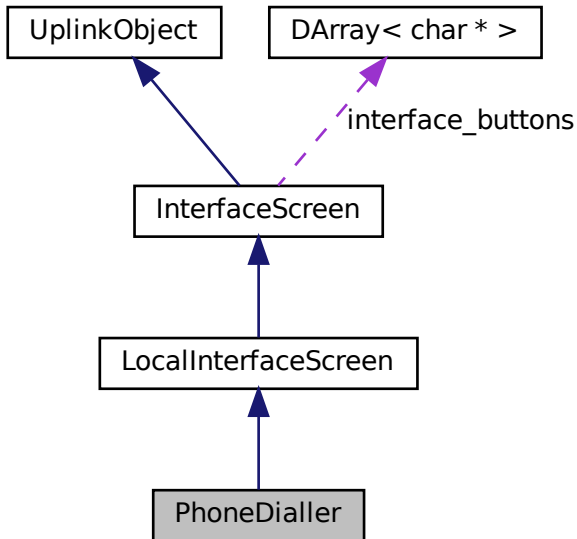 UplinkObject
DArray< char * >
interface_buttons
InterfaceScreen
LocalInterfaceScreen
PhoneDialler